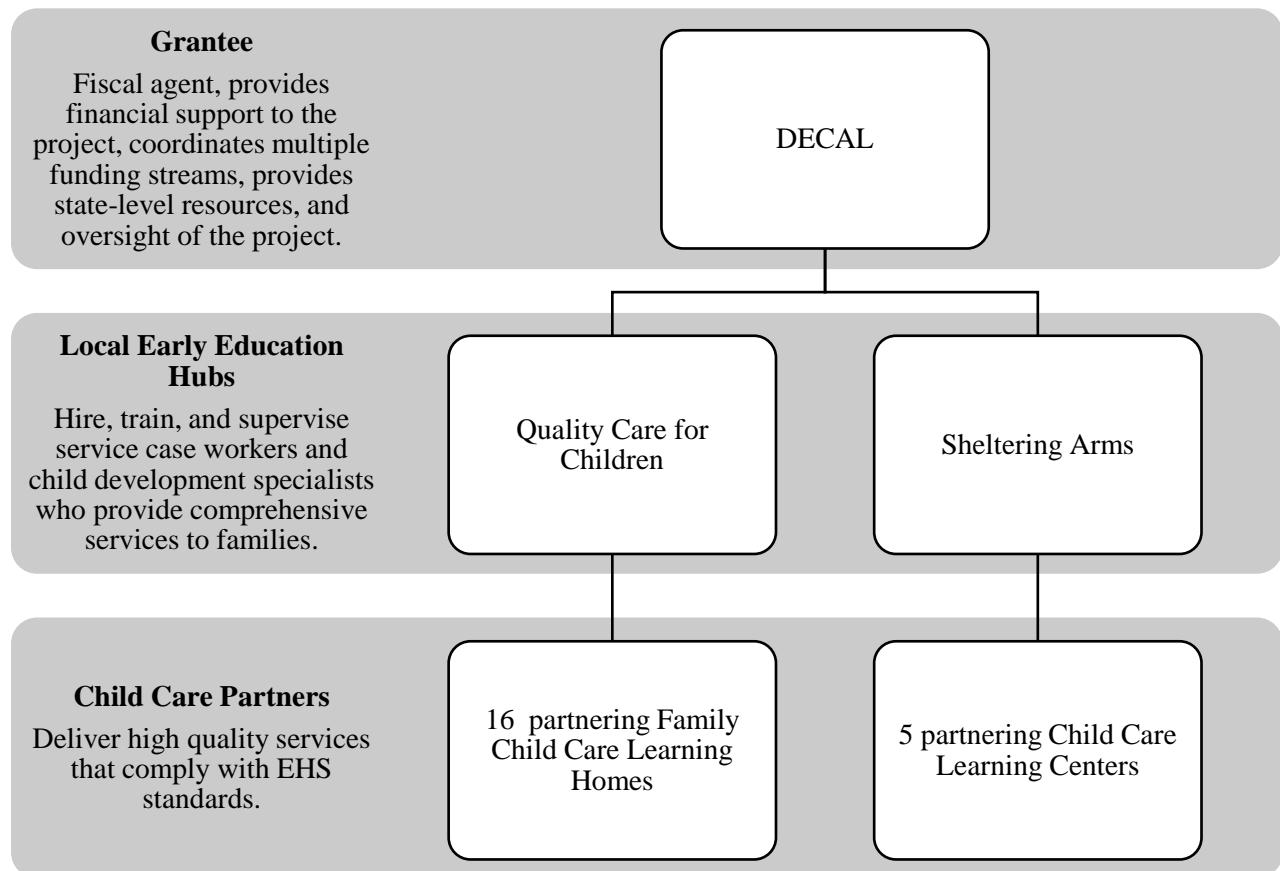 Grantee
Fiscal agent, provides
financial support to the
project, coordinates multiple
funding streams, provides
state-level resources, and
oversight of the project.
DECAL
Local Early Education
Hubs
Hire, train, and supervise
service case workers and
child development specialists
who provide comprehensive
services to families.
Quality Care for
Children
Sheltering Arms
Child Care Partners
Deliver high quality services
that comply with EHS
standards.
16 partnering Family
Child Care Learning
Homes
5 partnering Child Care
Learning Centers